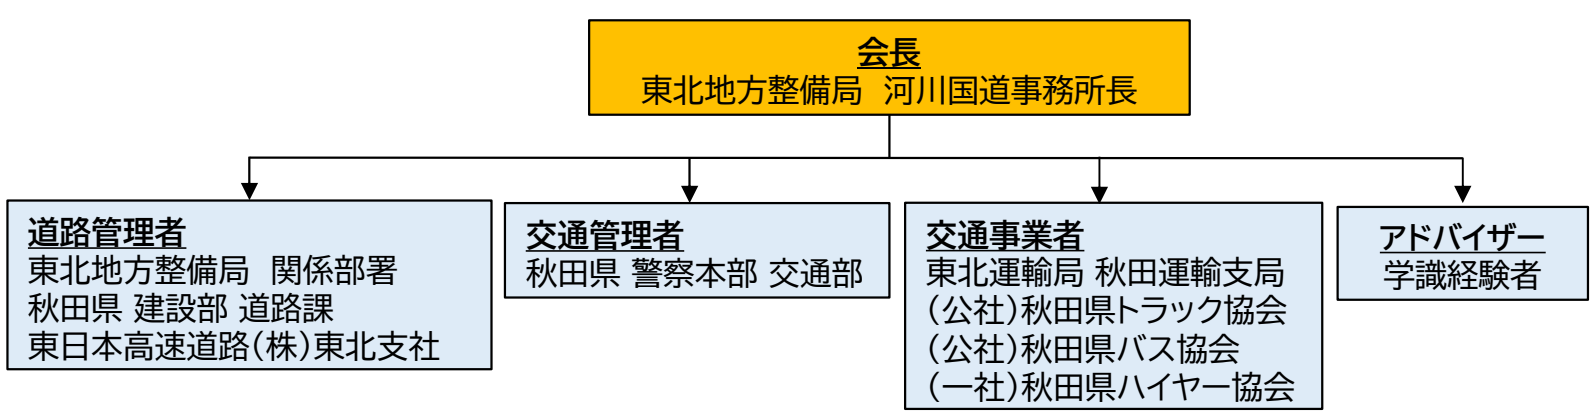 会長
東北地方整備局　河川国道事務所長
道路管理者
東北地方整備局　関係部署
秋田県 建設部 道路課
東日本高速道路（株）東北支社
交通管理者
秋田県 警察本部 交通部
交通事業者
東北運輸局 秋田運輸支局
（公社）秋田県トラック協会
（公社）秋田県バス協会
（一社）秋田県ハイヤー協会
アドバイザー
学識経験者